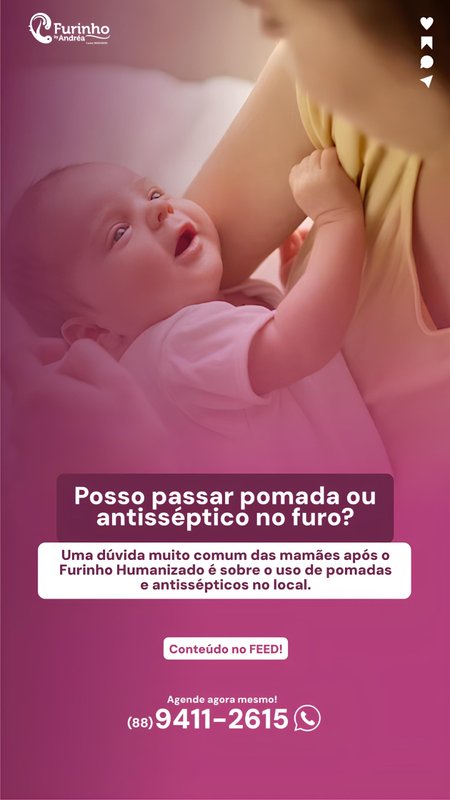 Furinho
by Andréa
Posso passar pomada ou
antisséptico no furo?
Uma dúvida muito comum das mamães após o
Furinho Humanizado é sobre o uso de pomadas
e antissépticos no local.
Conteúdo no FEED!
Agende agora mesmo!
(88) 9411-2615